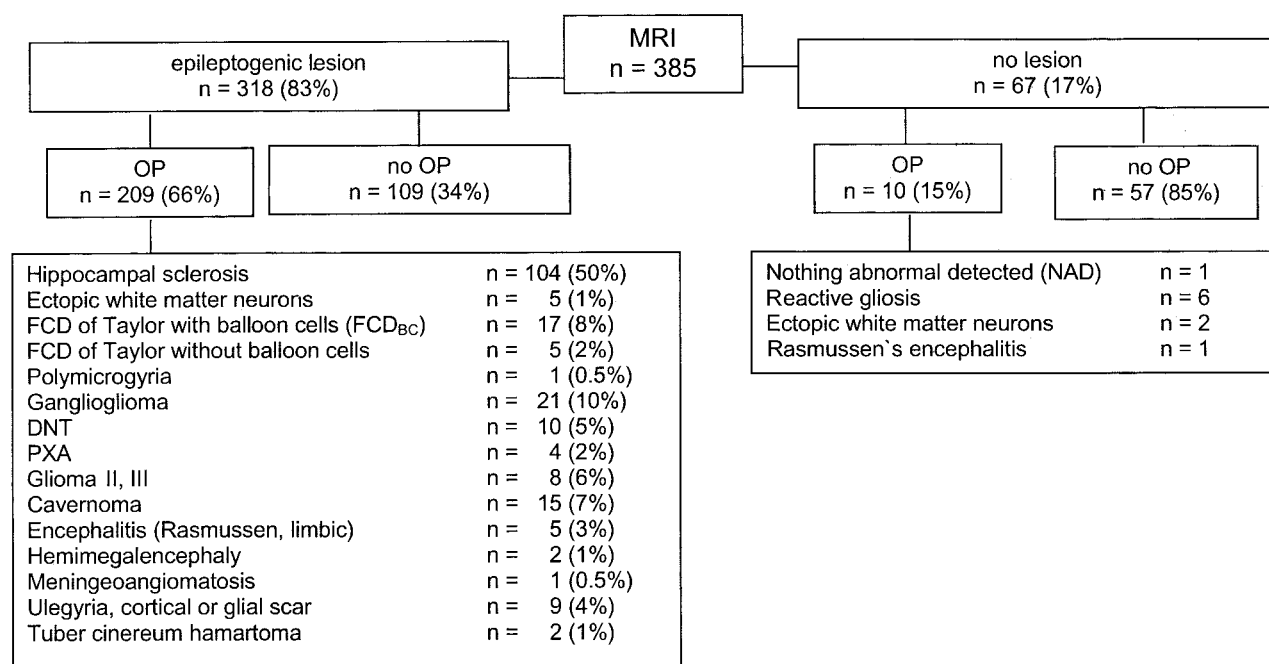 MRI
n = 385
epileptogenic lesion
n = 318 (83%)
no lesion
n = 67 (17%)
OP
n = 209 (66%)
no OP
n = 109 (34%)
OP
n = 10 (15%)
no OP
n = 57 (85%)
Hippocampal sclerosis n = 104 (50%)
Ectopic white matter neurons n = 5 (1%)
FCD of Taylor with balloon cells (FCDBC) n = 17 (8%)
FCD of Taylor without balloon cells n = 5 (2%)
Polymicrogyria n = 1 (0.5%)
Ganglioglioma n = 21 (10%)
DNT n = 10 (5%)
PXA n = 4 (2%)
Glioma II, III n = 8 (6%)
Cavernoma n = 15 (7%)
Encephalitis (Rasmussen, limbic) n = 5 (3%)
Hemimegalencephaly n = 2 (1%)
Meningeoangiomatosis n = 1 (0.5%)
Ulegyria, cortical or glial scar n = 9 (4%)
Tuber cinereum hamartoma n = 2 (1%)
Nothing abnormal detected (NAD) n = 1
Reactive gliosis n = 6
Ectopic white matter neurons n = 2
Rasmussen`s encephalitis n = 1